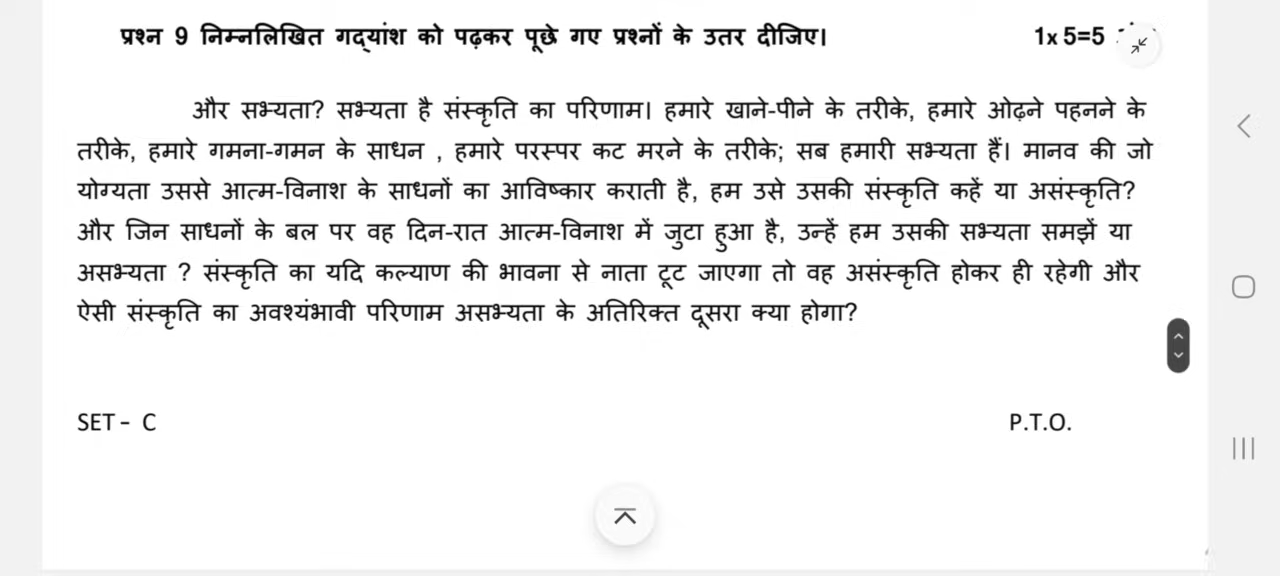 प्रश्न 9 निम्नलिखित गद्यांश को पढ़कर पूछे गए प्रश्नों के उतर दीजिए। 1x 5=5
और सभ्यता? सभ्यता है संस्कृति का परिणाम। हमारे खाने-पीने के तरीके, हमारे ओढ़ने पहनने के
तरीके, हमारे गमना-गमन के साधन , हमारे परस्पर कट मरने के तरीके; सब हमारी सभ्यता हैं। मानव की जो
योग्यता उससे आत्म-विनाश के साधनों का आविष्कार कराती है, हम उसे उसकी संस्कृति कहें या असंस्कृति?
और जिन साधनों के बल पर वह दिन-रात आत्म-विनाश में जुटा हुआ है, उन्हें हम उसकी सभ्यता समझें या
असभ्यता ? संस्कृति का यदि कल्याण की भावना से नाता टूट जाएगा तो वह असंस्कृति होकर ही रहेगी और
ऐसी संस्कृति का अवश्यंभावी परिणाम असभ्यता के अतिरिक्त दूसरा क्या होगा?
SET - C P.T.O.